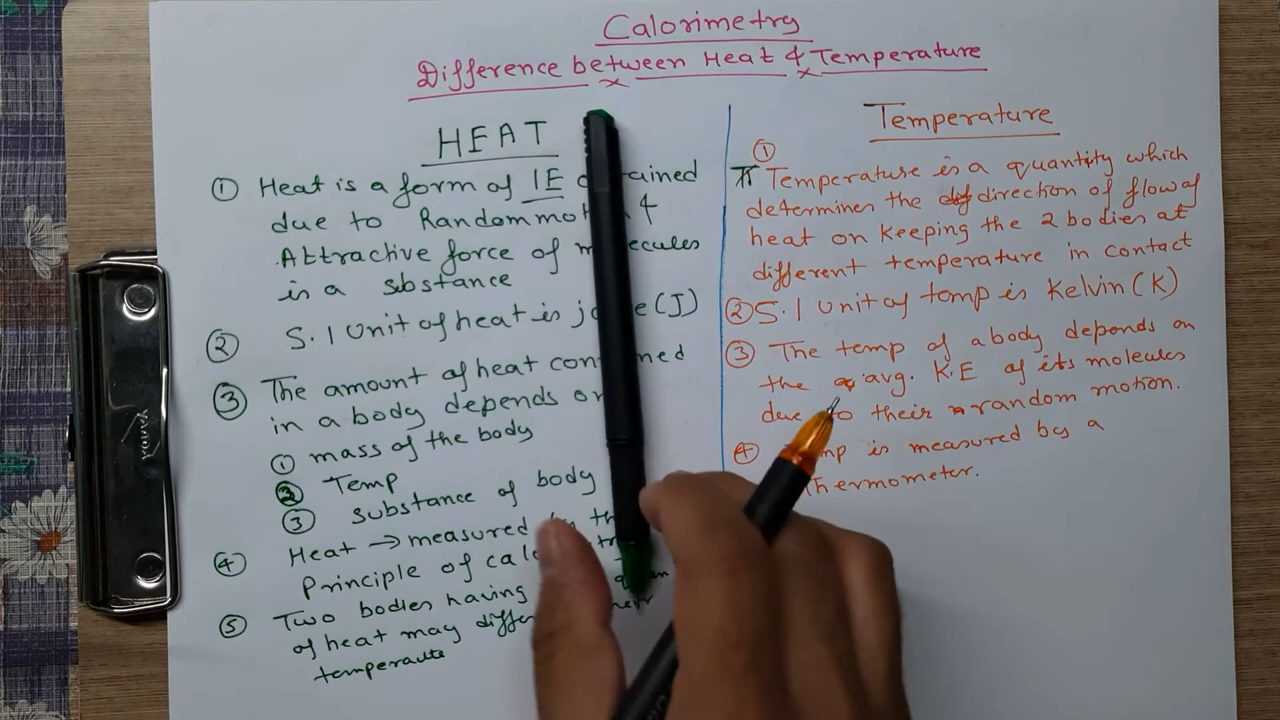 Calorimetry
Difference between Heat & Temperature
HEAT
① Heat is a form of IE
due to Random &
Attractive force of
in a substance
② S.I Unit of heat is (J)
③ The amount of heat
in a body depends on
① mass of the body
② Temp
③ substance of body
④ Heat → measured
Principle of
⑤ Two bodies having
of heat may
temperaute
Temperature
①
Temperature is a quantity which
determines the direction of flow of
heat on keeping the 2 bodies at
different temperature in contact
② S.I Unit of temp is Kelvin (K)
③ The temp of a body depends on
the avg. K.E of its molecules
due to their random motion.
④ is measured by a
Thermometer.
YANODA